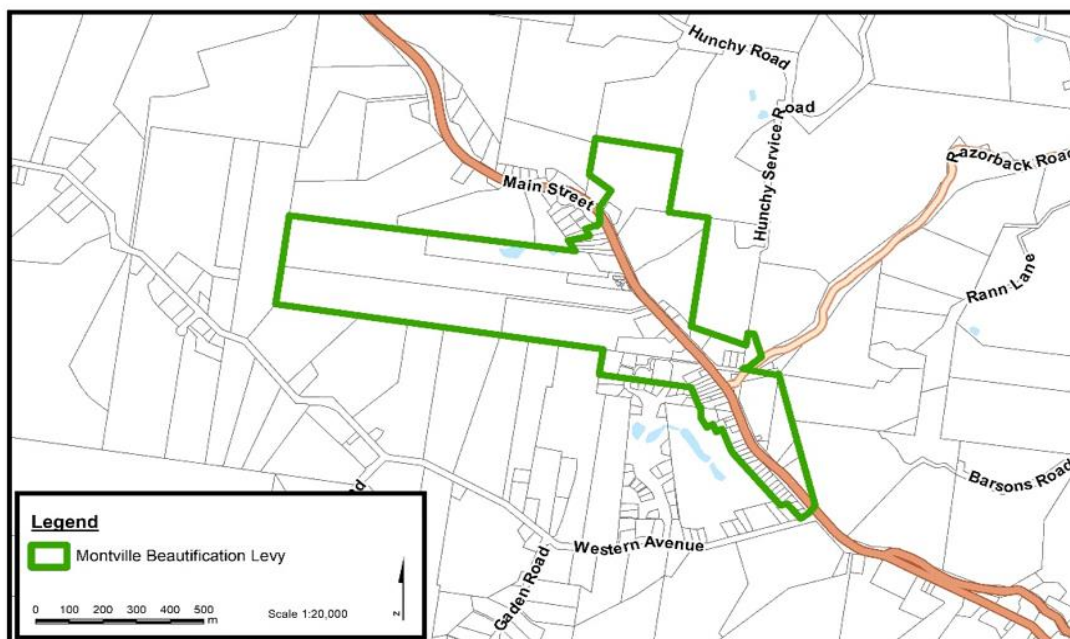 Hunchy Road
Hunchy Service Road
Razorback Road
Main Street
Rann Lane
Barsons Road
Western Avenue
Gaden Road
Legend
Montville Beautification Levy
0 100 200 300 400 500
m
Scale 1:20,000
N